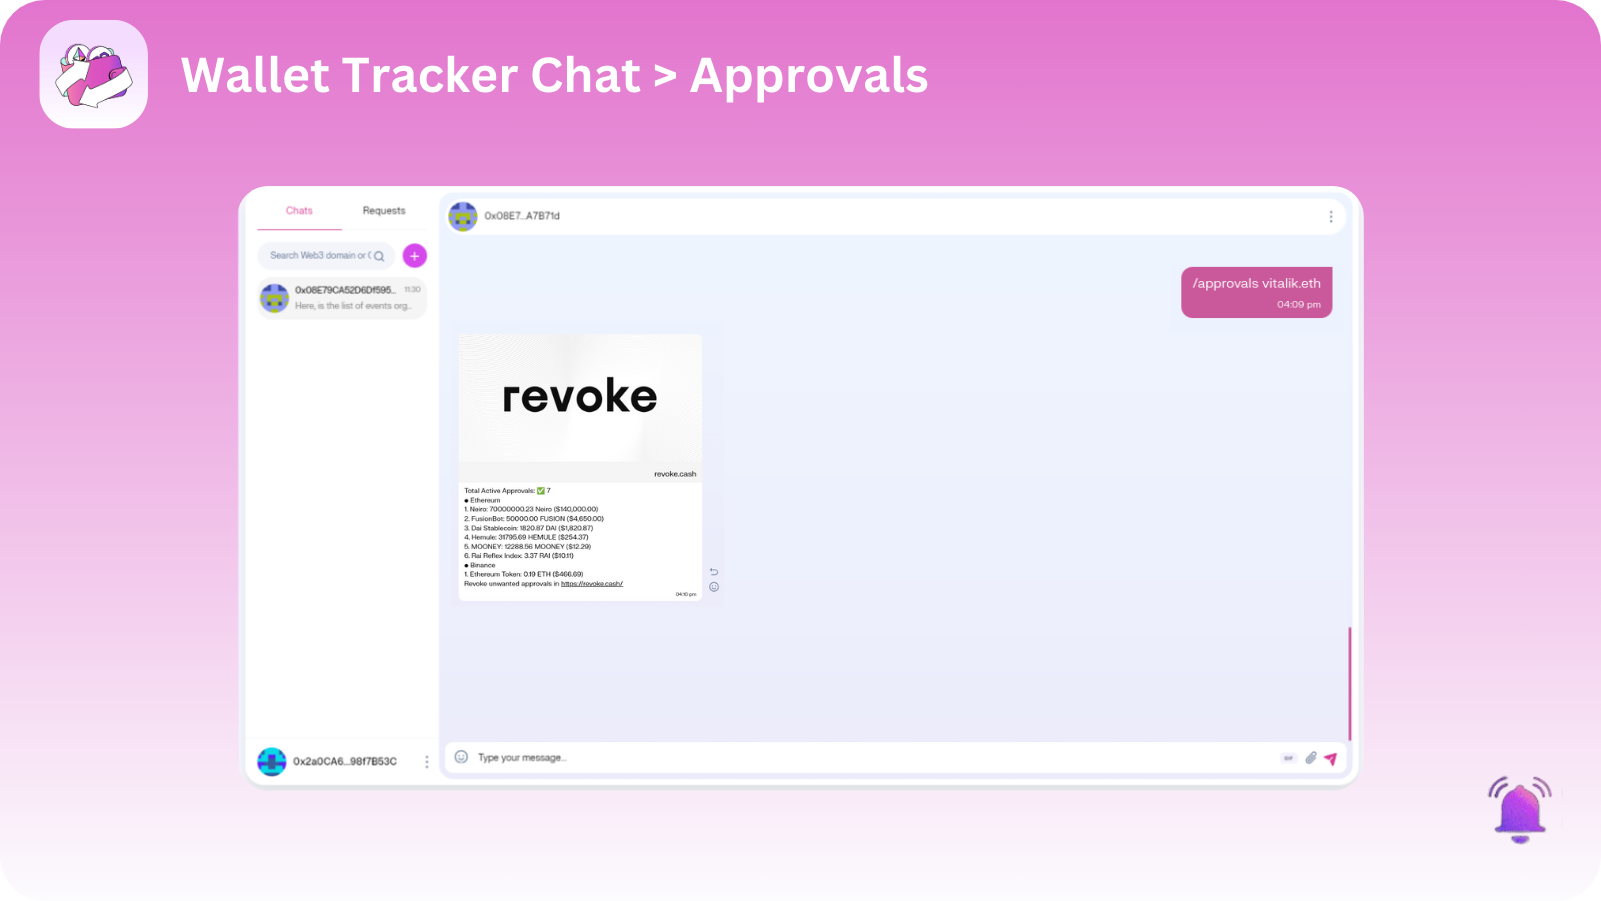 Wallet Tracker Chat > Approvals
Chats
Requests
Search Web3 domain or
0x08E79CA52D6Df595...
11:30
Here, is the list of events org...
0x2a0CA6...98f7B53C
0x08E7...A7B71d
/approvals vitalik.eth
04:09 pm
revoke
revoke.cash
Total Active Approvals: ✅ 7
● Ethereum
1. Neiro: 70000000.23 Neiro ($140,000.00)
2. FusionBot: 50000.00 FUSION ($4,650.00)
3. Dai Stablecoin: 1820.87 DAI ($1,820.87)
4. Hemule: 31795.69 HEMULE ($254.37)
5. MOONEY: 12288.56 MOONEY ($12.29)
6. Rai Reflex Index: 3.37 RAI ($10.11)
● Binance
1. Ethereum Token: 0.19 ETH ($466.69)
Revoke unwanted approvals in https://revoke.cash/
04:10 pm
Type your message...